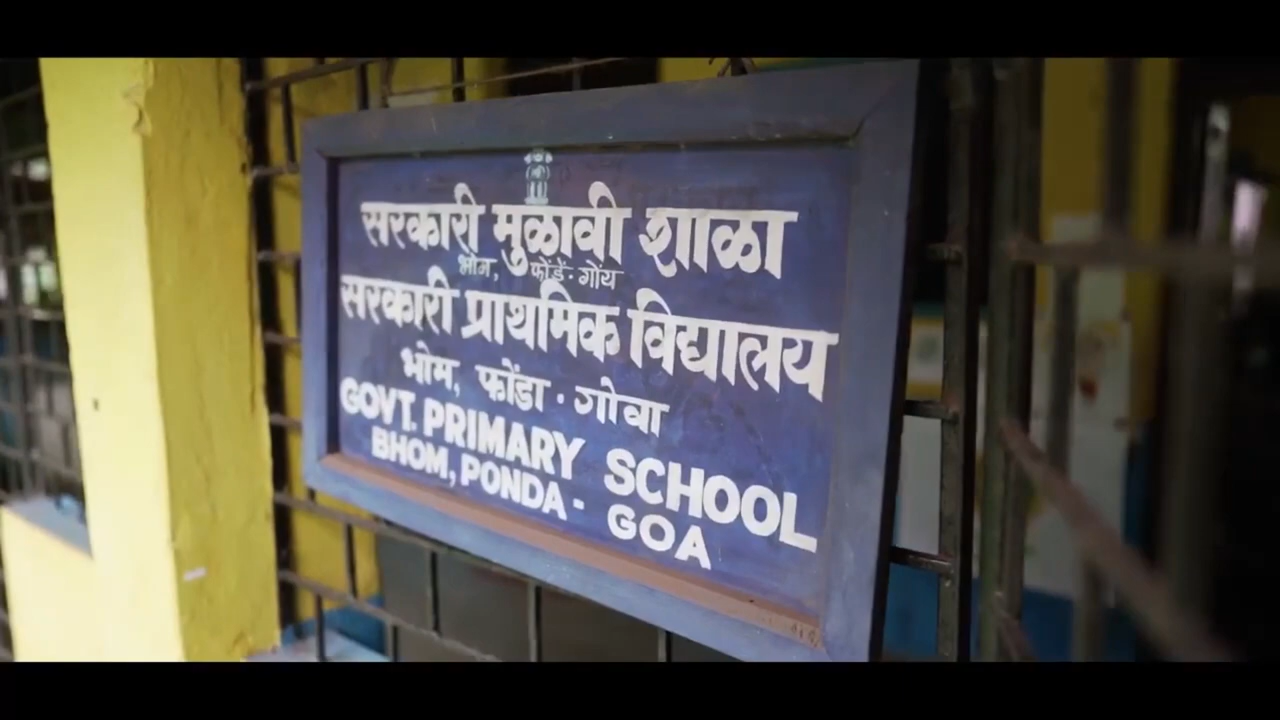 सरकारी मुळावी शाळा
भोम, फोंडें - गोंय
सरकारी प्राथमिक विद्यालय
भोम, फोंडा - गोवा
GOVT. PRIMARY SCHOOL
BHOM, PONDA - GOA